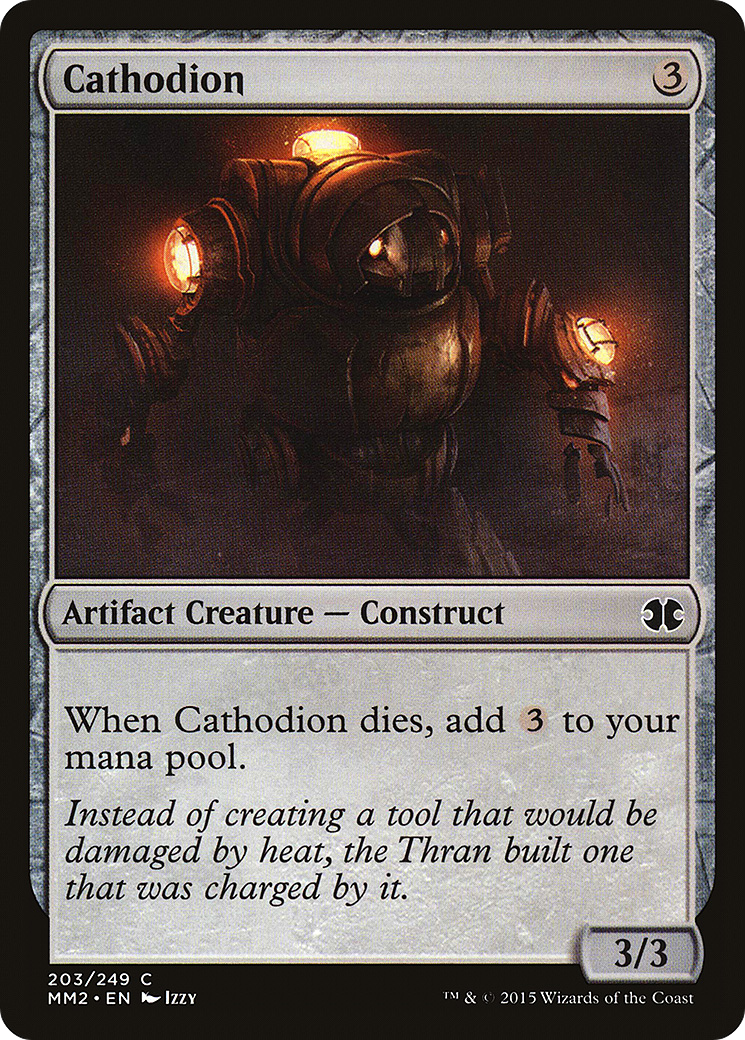 Cathodion 3
Artifact Creature — Construct
When Cathodion dies, add 3 to your
mana pool.
Instead of creating a tool that would be
damaged by heat, the Thran built one
that was charged by it.
3/3
203/249 C
MM2 • EN Izzy
™ & © 2015 Wizards of the Coast